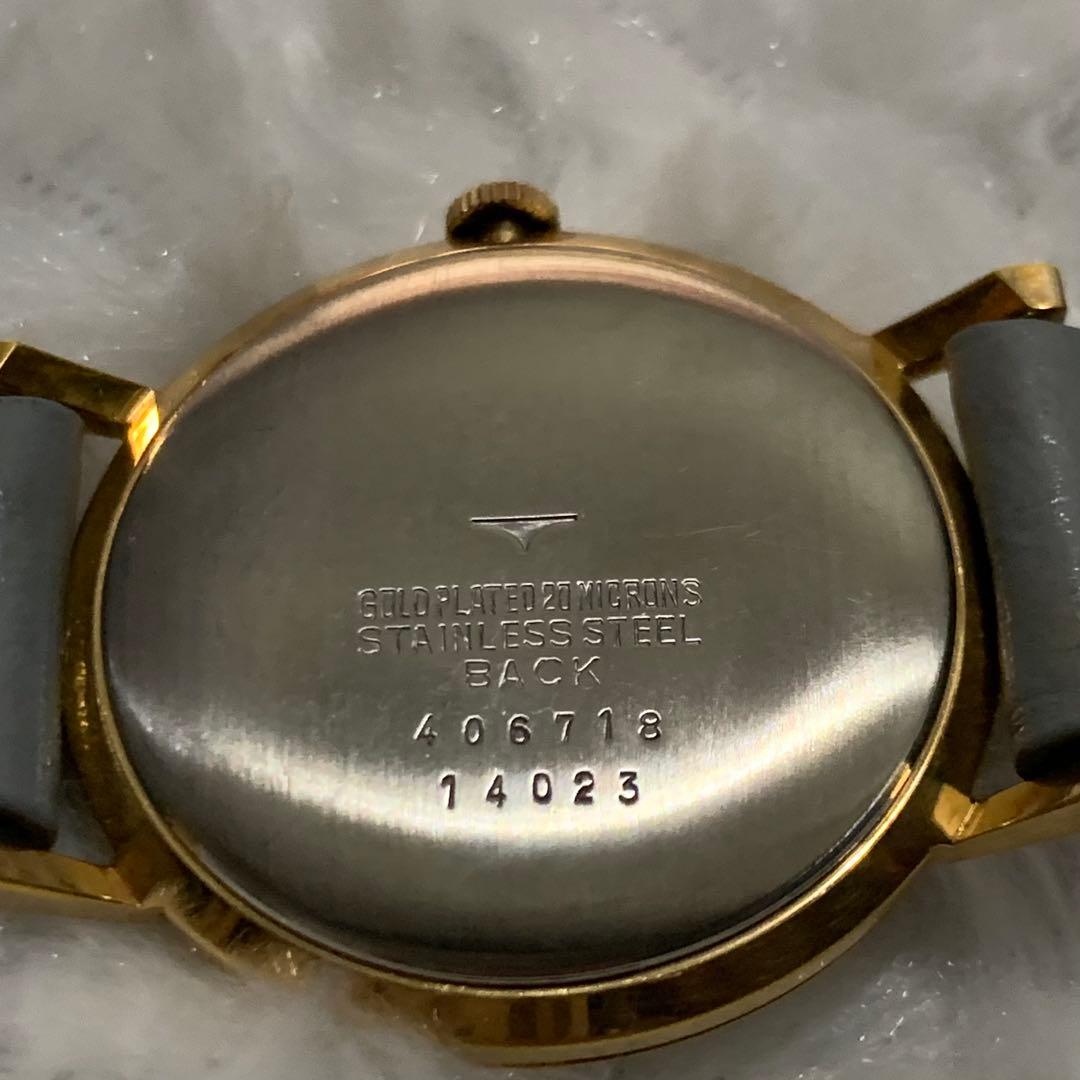 GOLD PLATED 20 MICRONS
STAINLESS STEEL
BACK
406718
14023